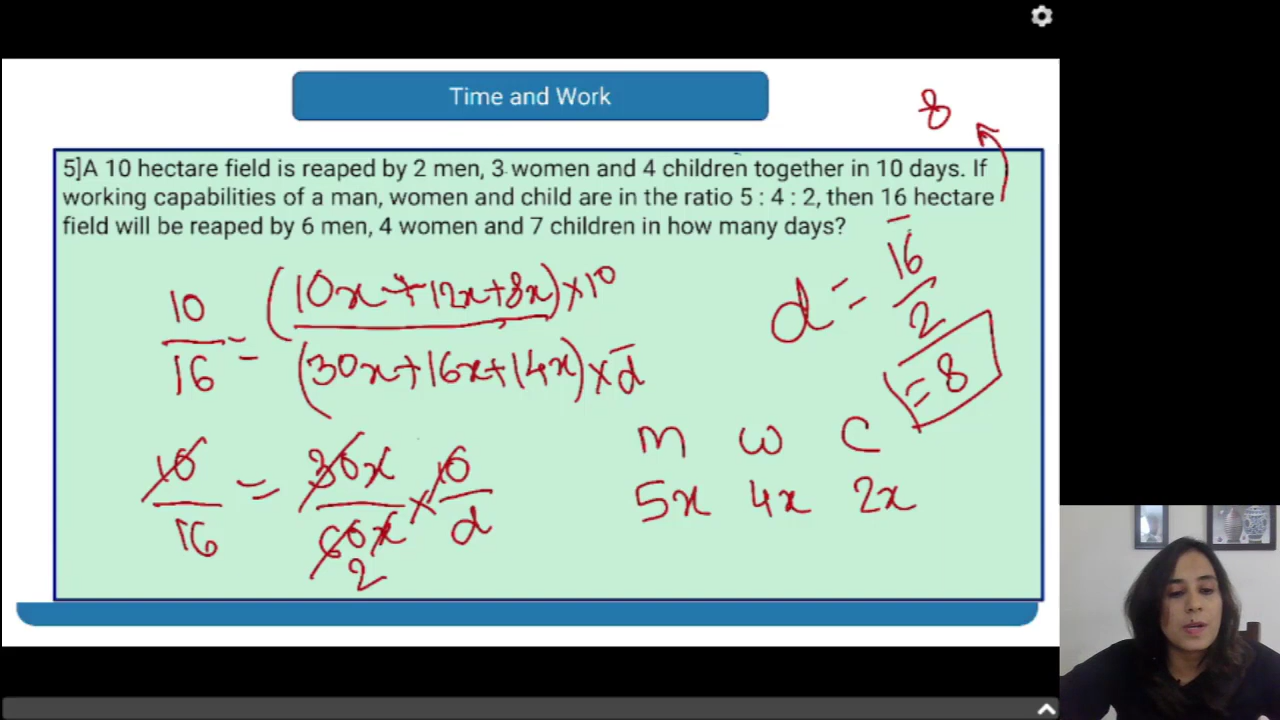 Time and Work
8
5]A 10 hectare field is reaped by 2 men, 3 women and 4 children together in 10 days. If
working capabilities of a man, women and child are in the ratio 5 : 4 : 2, then 16 hectare
field will be reaped by 6 men, 4 women and 7 children in how many days?
10/16 = (10x+12x+8x)×10/(30x+16x+14x)×d
d = 16/2
= 8
10/16 = 30x/60x × 10/d
2
M W C
5x 4x 2x